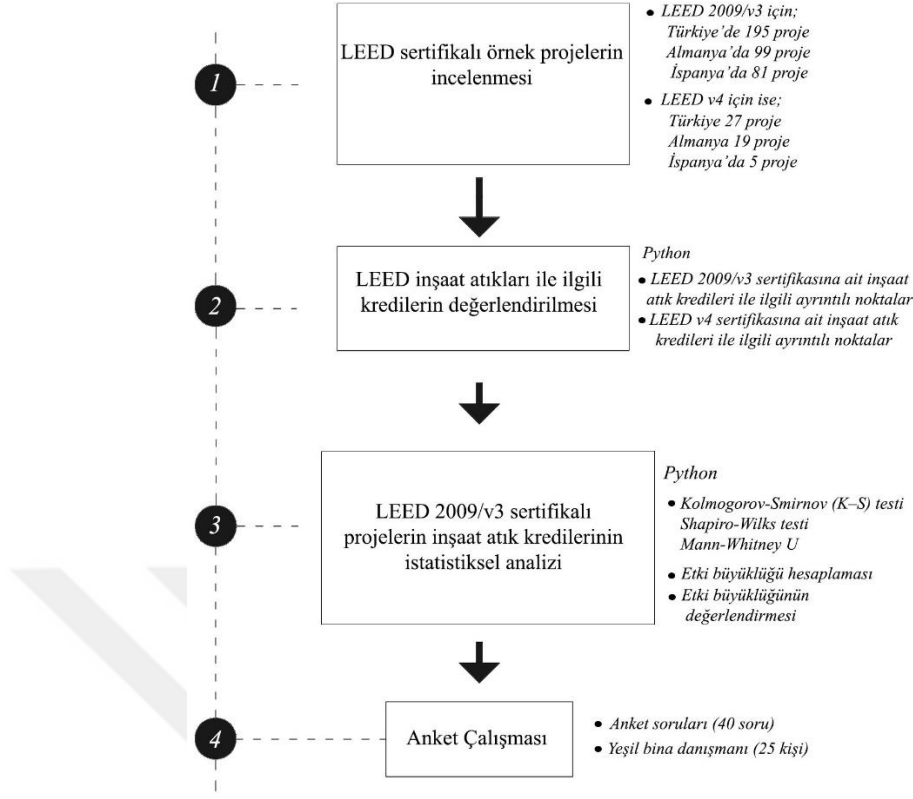 1
LEED sertifikalı örnek projelerin
incelenmesi
● LEED 2009/v3 için;
Türkiye’de 195 proje
Almanya’da 99 proje
İspanya’da 81 proje
● LEED v4 için ise;
Türkiye 27 proje
Almanya 19 proje
İspanya’da 5 proje
2
LEED inşaat atıkları ile ilgili
kredilerin değerlendirilmesi
Python
● LEED 2009/v3 sertifikasına ait inşaat
atık kredileri ile ilgili ayrıntılı noktalar
● LEED v4 sertifikasına ait inşaat atık
kredileri ile ilgili ayrıntılı noktalar
3
LEED 2009/v3 sertifikalı
projelerin inşaat atık kredilerinin
istatistiksel analizi
Python
● Kolmogorov-Smirnov (K–S) testi
Shapiro-Wilks testi
Mann-Whitney U
● Etki büyüklüğü hesaplaması
● Etki büyüklüğünün
değerlendirmesi
4
Anket Çalışması
● Anket soruları (40 soru)
● Yeşil bina danışmanı (25 kişi)